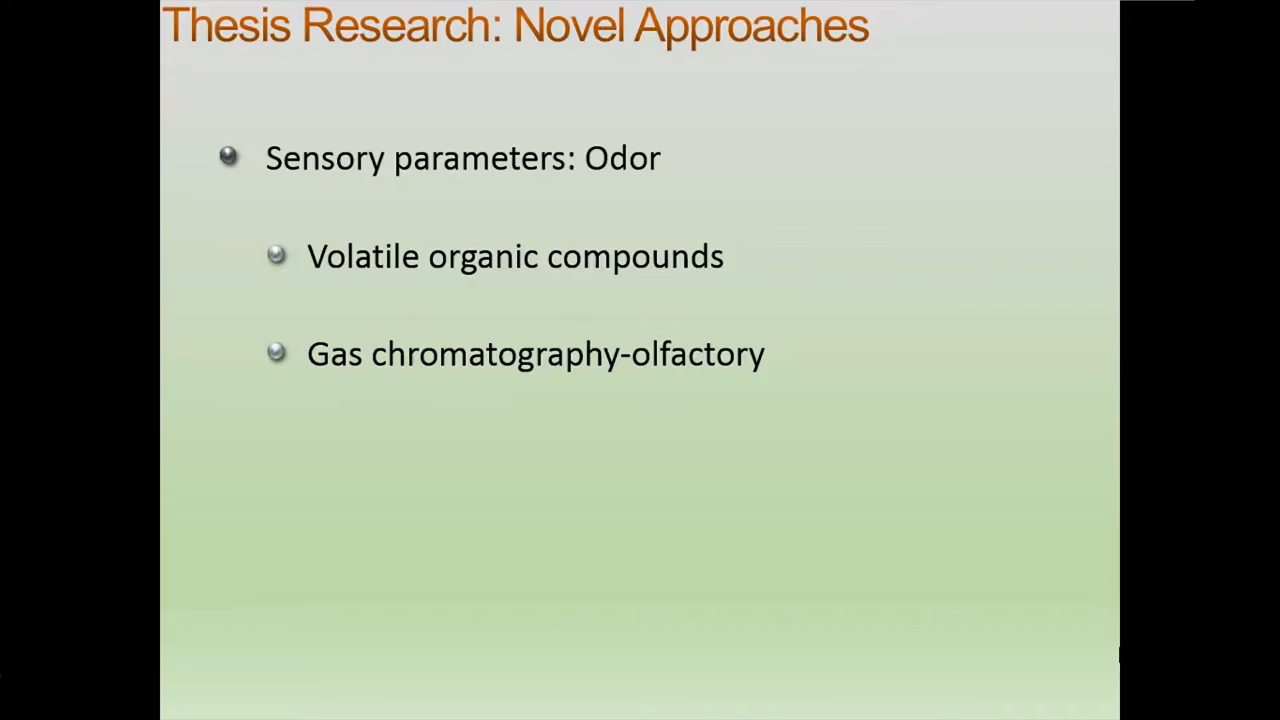 Thesis Research: Novel Approaches
Sensory parameters: Odor
Volatile organic compounds
Gas chromatography-olfactory